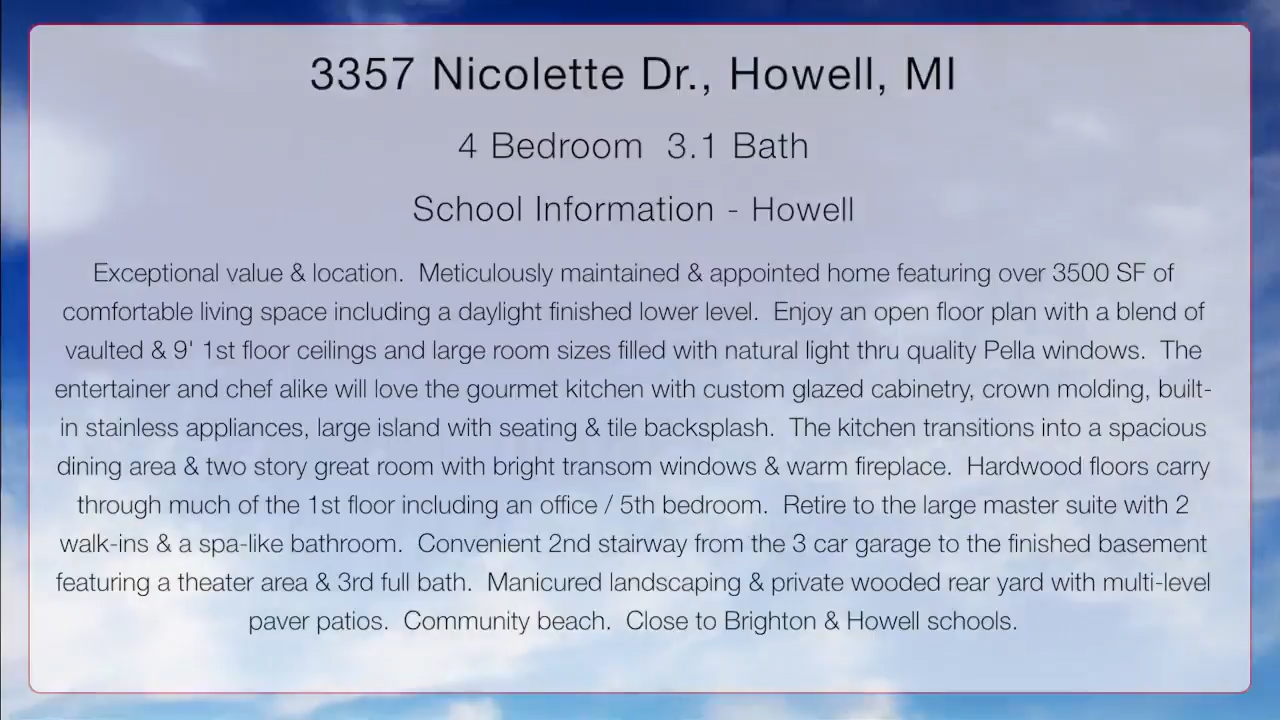 3357 Nicolette Dr., Howell, MI
4 Bedroom  3.1 Bath
School Information - Howell
Exceptional value & location.  Meticulously maintained & appointed home featuring over 3500 SF of
comfortable living space including a daylight finished lower level.  Enjoy an open floor plan with a blend of
vaulted & 9' 1st floor ceilings and large room sizes filled with natural light thru quality Pella windows.  The
entertainer and chef alike will love the gourmet kitchen with custom glazed cabinetry, crown molding, built-
in stainless appliances, large island with seating & tile backsplash.  The kitchen transitions into a spacious
dining area & two story great room with bright transom windows & warm fireplace.  Hardwood floors carry
through much of the 1st floor including an office / 5th bedroom.  Retire to the large master suite with 2
walk-ins & a spa-like bathroom.  Convenient 2nd stairway from the 3 car garage to the finished basement
featuring a theater area & 3rd full bath.  Manicured landscaping & private wooded rear yard with multi-level
paver patios.  Community beach.  Close to Brighton & Howell schools.